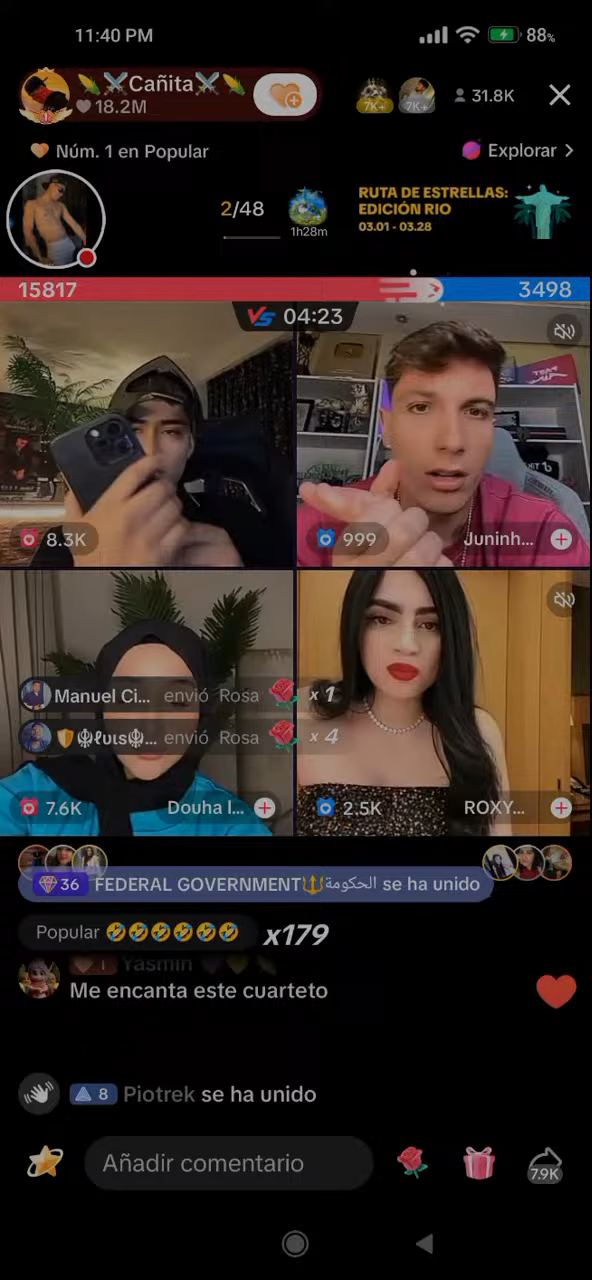 11:40 PM
88%
🌽⚔️Cañita⚔️🌽
18.2M
7K+
7K+
31.8K
Núm. 1 en Popular
Explorar
2/48
1h28m
RUTA DE ESTRELLAS:
EDICIÓN RIO
03.01 - 03.28
15817
3498
VS 04:23
8.3K
999
Juninh...
Manuel Ci... envió Rosa x 1
ℓυιѕ... envió Rosa x 4
7.6K
Douha I...
2.5K
ROXY...
36 FEDERAL GOVERNMENT🔱الحكومة se ha unido
Popular 🤣🤣🤣🤣🤣🤣 x179
1 Yasmin
Me encanta este cuarteto
8 Piotrek se ha unido
Añadir comentario
7.9K